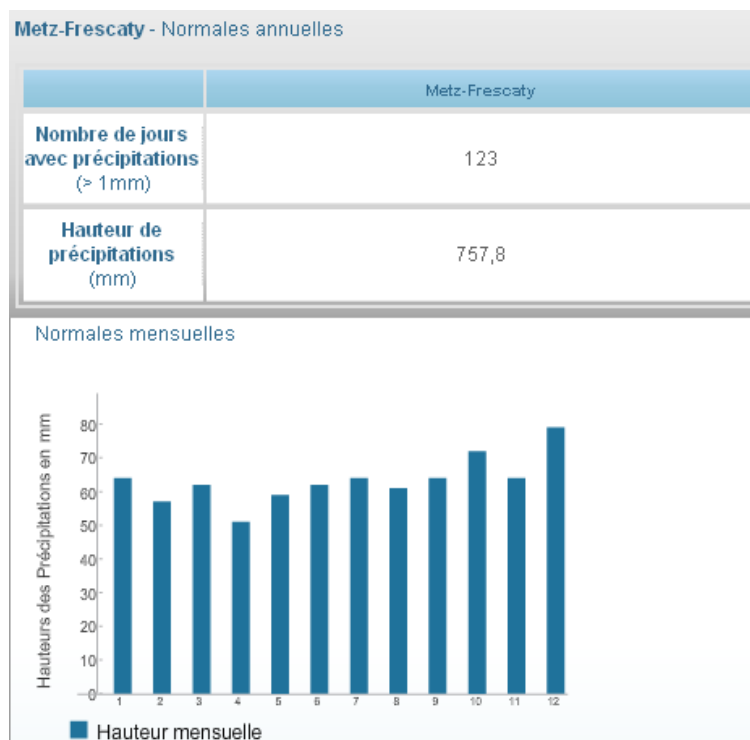 Metz-Frescaty - Normales annuelles
Metz-Frescaty
Nombre de jours
avec précipitations
(> 1mm)
123
Hauteur de
précipitations
(mm)
757,8
Normales mensuelles
Hauteurs des Précipitations en mm
80
70
60
50
40
30
20
10
0
1 2 3 4 5 6 7 8 9 10 11 12
Hauteur mensuelle